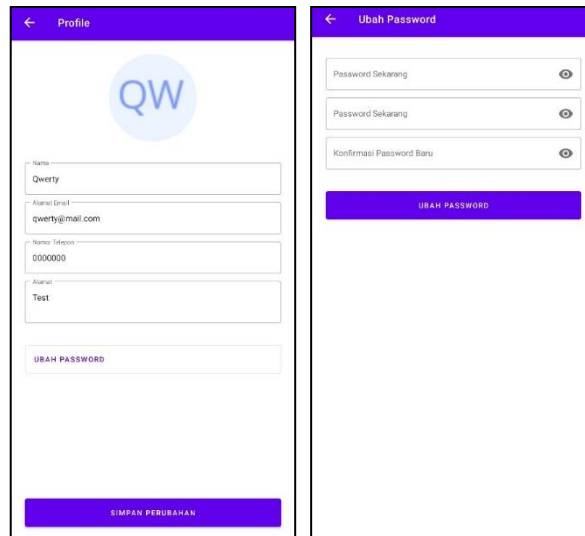 Profile
QW
Nama
Qwerty
Alamat Email
qwerty@mail.com
Nomor Telepon
0000000
Alamat
Test
UBAH PASSWORD
SIMPAN PERUBAHAN
Ubah Password
Password Sekarang
Password Sekarang
Konfirmasi Password Baru
UBAH PASSWORD